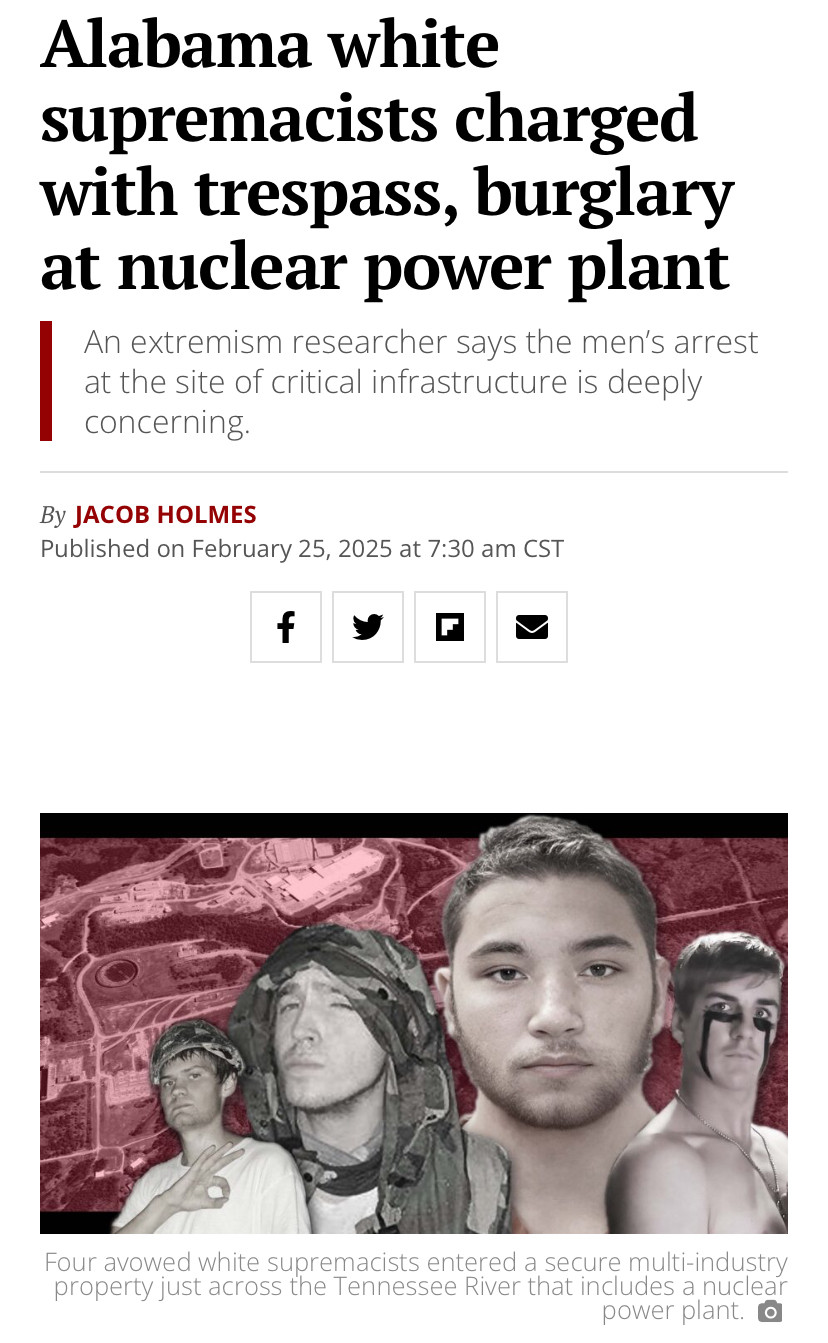 Alabama white
supremacists charged
with trespass, burglary
at nuclear power plant
An extremism researcher says the men’s arrest
at the site of critical infrastructure is deeply
concerning.
By JACOB HOLMES
Published on February 25, 2025 at 7:30 am CST
Four avowed white supremacists entered a secure multi-industry
property just across the Tennessee River that includes a nuclear
power plant.